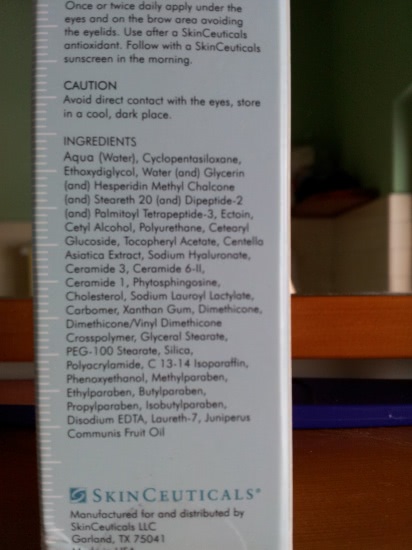 Once or twice daily apply under the
eyes and on the brow area avoiding
the eyelids. Use after a SkinCeuticals
antioxidant. Follow with a SkinCeuticals
sunscreen in the morning.
CAUTION
Avoid direct contact with the eyes, store
in a cool, dark place.
INGREDIENTS
Aqua (Water), Cyclopentasiloxane,
Ethoxydiglycol, Water (and) Glycerin
(and) Hesperidin Methyl Chalcone
(and) Steareth 20 (and) Dipeptide-2
(and) Palmitoyl Tetrapeptide-3, Ectoin,
Cetyl Alcohol, Polyurethane, Cetearyl
Glucoside, Tocopheryl Acetate, Centella
Asiatica Extract, Sodium Hyaluronate,
Ceramide 3, Ceramide 6-II,
Ceramide 1, Phytosphingosine,
Cholesterol, Sodium Lauroyl Lactylate,
Carbomer, Xanthan Gum, Dimethicone,
Dimethicone/Vinyl Dimethicone
Crosspolymer, Glyceral Stearate,
PEG-100 Stearate, Silica,
Polyacrylamide, C 13-14 Isoparaffin,
Phenoxyethanol, Methylparaben,
Ethylparaben, Butylparaben,
Propylparaben, Isobutylparaben,
Disodium EDTA, Laureth-7, Juniperus
Communis Fruit Oil
SKINCEUTICALS®
Manufactured for and distributed by
SkinCeuticals LLC
Garland, TX 75041
Made in USA